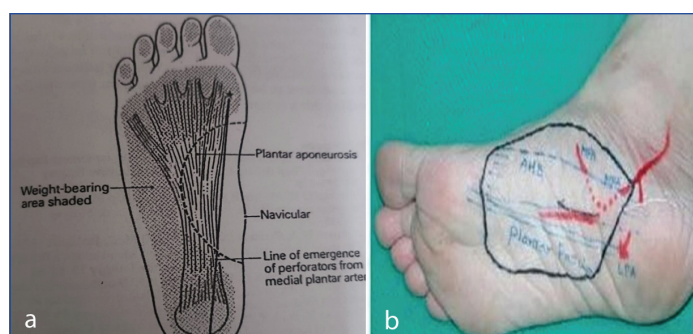 Plantar aponeurosis
Weight-bearing
area shaded
Navicular
Line of emergence
of perforators from
medial plantar arter
a
b
AHB
MPA
Plantar
LPA